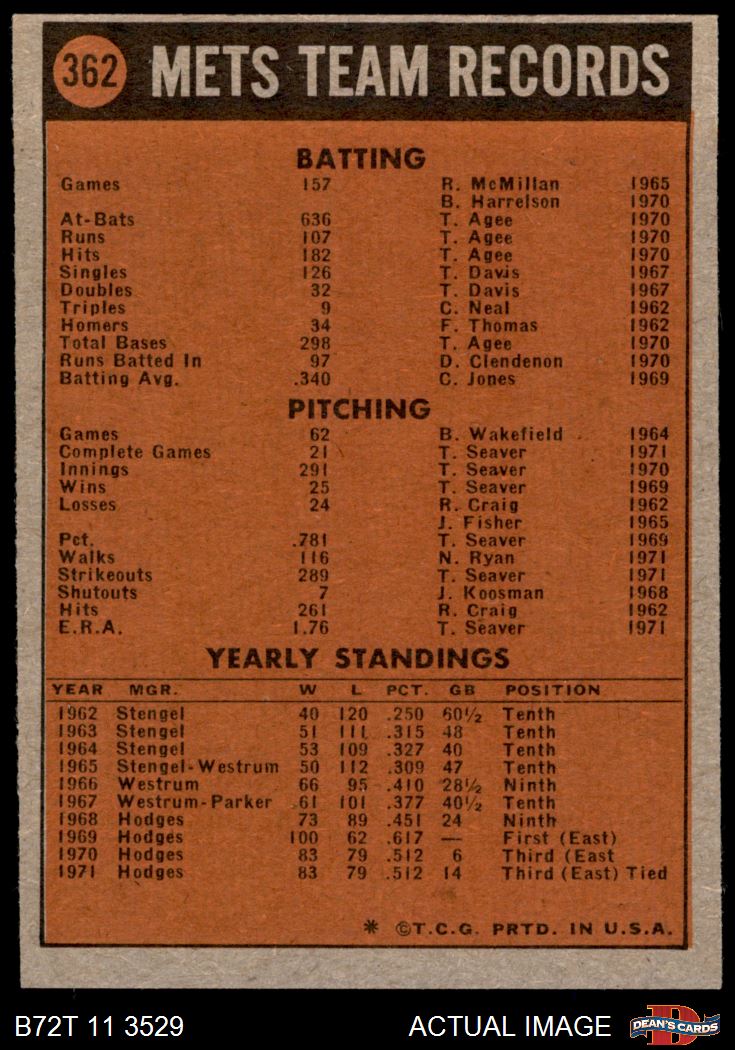 362 METS TEAM RECORDS
BATTING
Games 157 R. McMillan 1965
B. Harrelson 1970
At-Bats 636 T. Agee 1970
Runs 107 T. Agee 1970
Hits 182 T. Agee 1970
Singles 126 T. Davis 1967
Doubles 32 T. Davis 1967
Triples 9 C. Neal 1962
Homers 34 F. Thomas 1962
Total Bases 298 T. Agee 1970
Runs Batted In 97 D. Clendenon 1970
Batting Avg. .340 C. Jones 1969
PITCHING
Games 62 B. Wakefield 1964
Complete Games 21 T. Seaver 1971
Innings 291 T. Seaver 1970
Wins 25 T. Seaver 1969
Losses 24 R. Craig 1962
J. Fisher 1965
Pct. .781 T. Seaver 1969
Walks 116 N. Ryan 1971
Strikeouts 289 T. Seaver 1971
Shutouts 7 J. Koosman 1968
Hits 261 R. Craig 1962
E.R.A. 1.76 T. Seaver 1971
YEARLY STANDINGS
YEAR MGR. W L PCT. GB POSITION
1962 Stengel 40 120 .250 60½ Tenth
1963 Stengel 51 111 .315 48 Tenth
1964 Stengel 53 109 .327 40 Tenth
1965 Stengel-Westrum 50 112 .309 47 Tenth
1966 Westrum 66 95 .410 28½ Ninth
1967 Westrum-Parker 61 101 .377 40½ Tenth
1968 Hodges 73 89 .451 24 Ninth
1969 Hodges 100 62 .617 — First (East)
1970 Hodges 83 79 .512 6 Third (East
1971 Hodges 83 79 .512 14 Third (East) Tied
* ©T.C.G. PRTD. IN U.S.A.
B72T 11 3529 ACTUAL IMAGE D DEAN'S CARDS